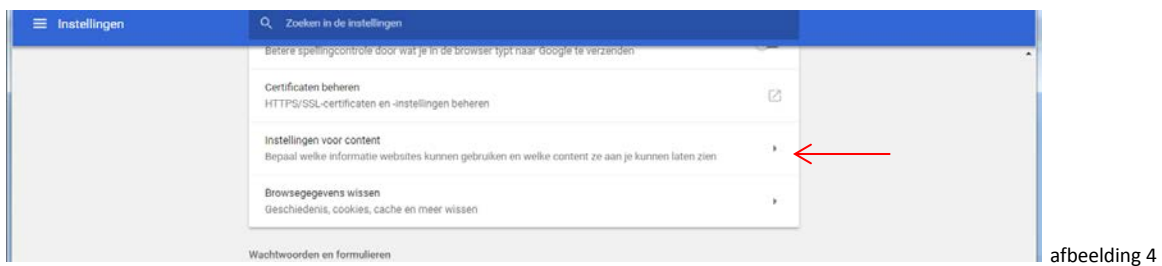 Instellingen
Zoeken in de instellingen
Betere spellingcontrole door wat je in de browser typt naar Google te verzenden
Certificaten beheren
HTTPS/SSL-certificaten en -instellingen beheren
Instellingen voor content
Bepaal welke informatie websites kunnen gebruiken en welke content ze aan je kunnen laten zien
Browsegegevens wissen
Geschiedenis, cookies, cache en meer wissen
Wachtwoorden en formulieren
afbeelding 4